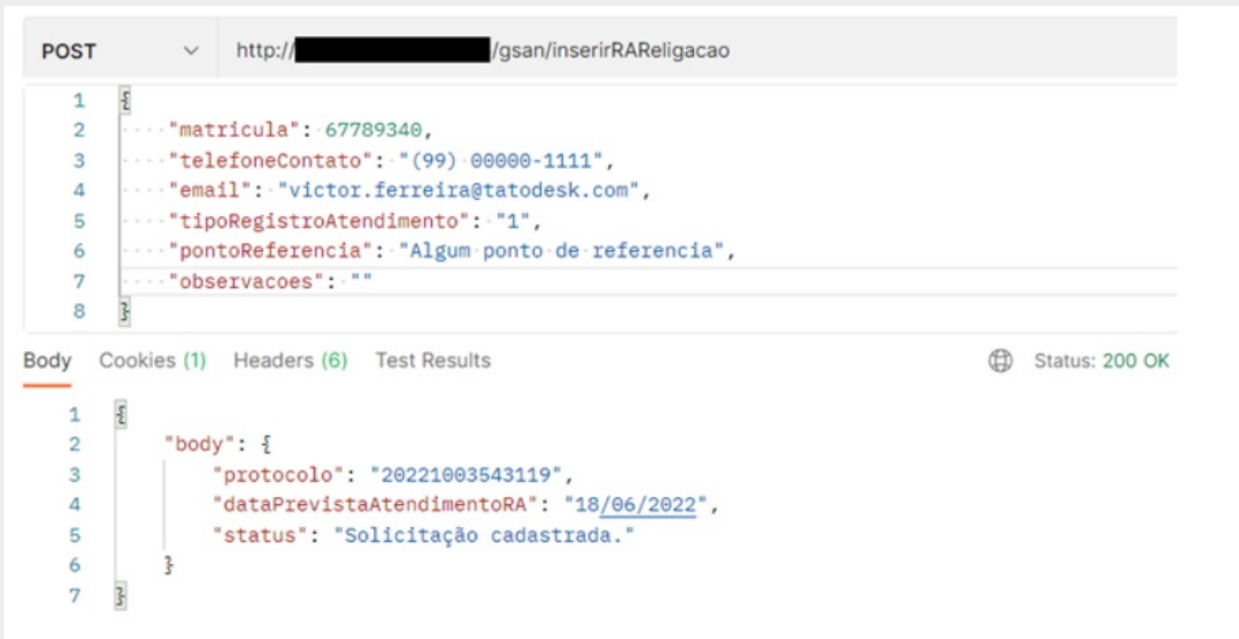 POST http:// /gsan/inserirRAReligacao
1 {
2 "matricula": 67789340,
3 "telefoneContato": "(99) 00000-1111",
4 "email": "victor.ferreira@tatodesk.com",
5 "tipoRegistroAtendimento": "1",
6 "pontoReferencia": "Algum ponto de referencia",
7 "observacoes": ""
8 }
Body Cookies (1) Headers (6) Test Results Status: 200 OK
1 {
2 "body": {
3 "protocolo": "20221003543119",
4 "dataPrevistaAtendimentoRA": "18/06/2022",
5 "status": "Solicitação cadastrada."
6 }
7 }